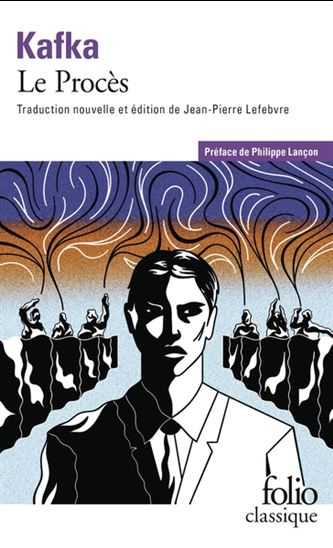 Kafka
Le Procès
Traduction nouvelle et édition de Jean-Pierre Lefebvre
Préface de Philippe Lançon
folio
classique